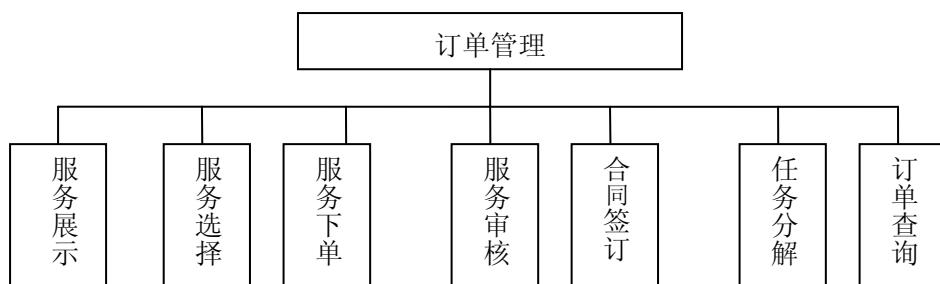 订单管理
服务展示
服务选择
服务下单
服务审核
合同签订
任务分解
订单查询